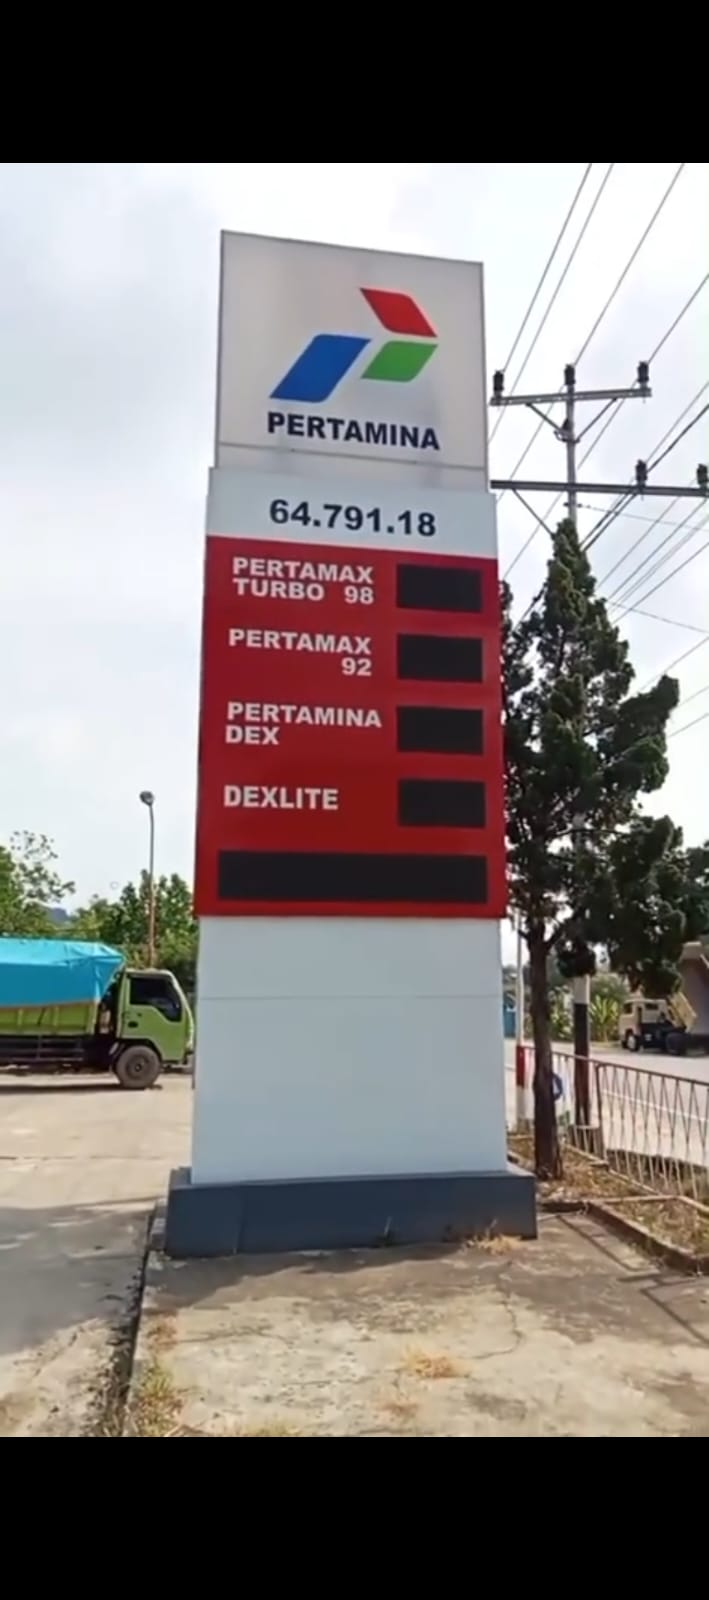 PERTAMINA
64.791.18
PERTAMAX
TURBO 98
PERTAMAX
92
PERTAMINA
DEX
DEXLITE